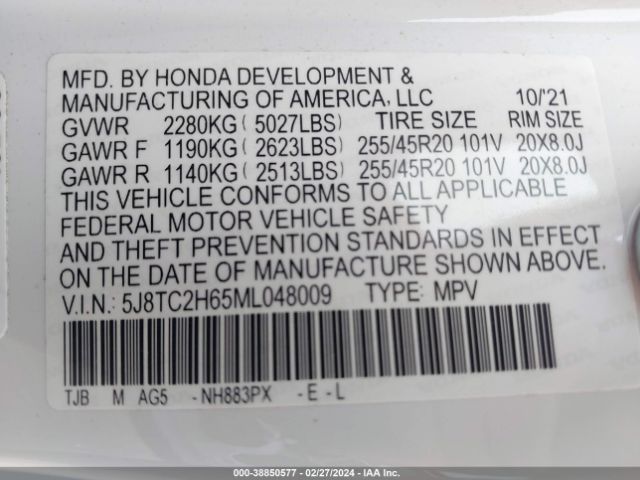 MFD. BY HONDA DEVELOPMENT &
MANUFACTURING OF AMERICA, LLC 10/'21
GVWR 2280KG( 5027LBS) TIRE SIZE RIM SIZE
GAWR F 1190KG( 2623LBS) 255/45R20 101V 20X8.0J
GAWR R 1140KG( 2513LBS) 255/45R20 101V 20X8.0J
THIS VEHICLE CONFORMS TO ALL APPLICABLE
FEDERAL MOTOR VEHICLE SAFETY
AND THEFT PREVENTION STANDARDS IN EFFECT
ON THE DATE OF MANUFACTURE SHOWN ABOVE.
V.I.N.: 5J8TC2H65ML048009 TYPE: MPV
TJB M AG5 -NH883PX -E-L
000-38850577 - 02/27/2024 - IAA Inc.